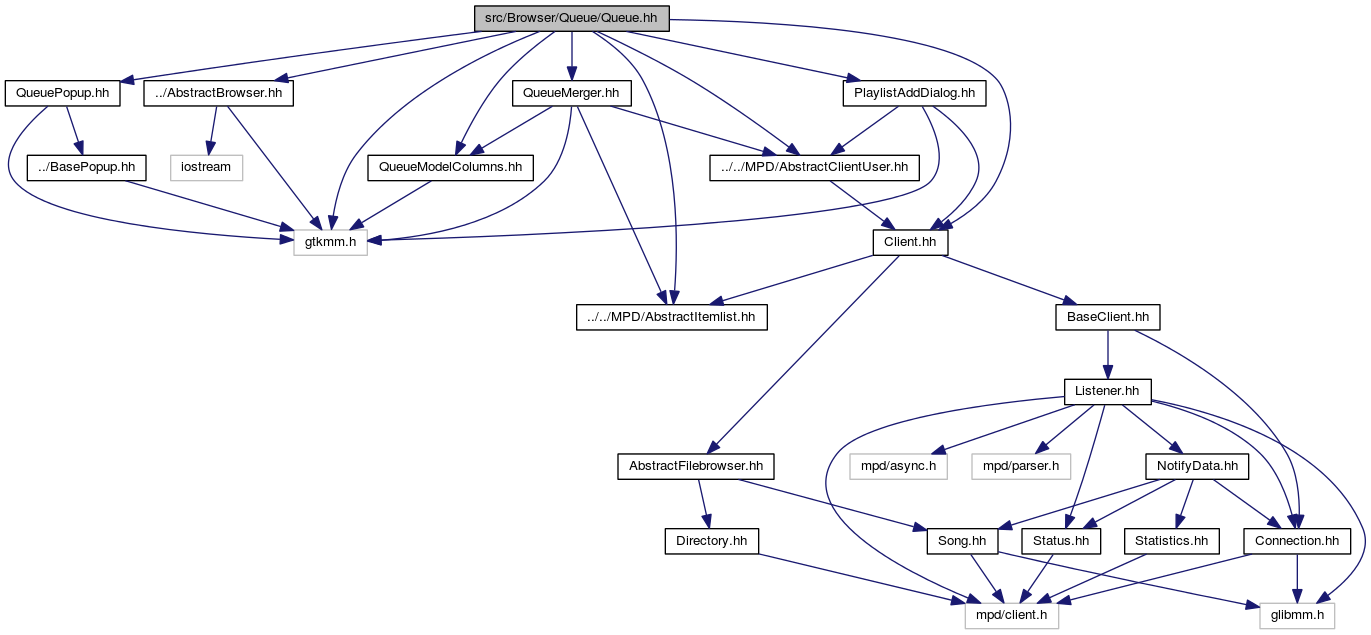 src/Browser/Queue/Queue.hh
QueuePopup.hh
../AbstractBrowser.hh
QueueMerger.hh
PlaylistAddDialog.hh
../BasePopup.hh
iostream
QueueModelColumns.hh
../../MPD/AbstractClientUser.hh
gtkmm.h
Client.hh
../../MPD/AbstractItemlist.hh
BaseClient.hh
Listener.hh
AbstractFilebrowser.hh
mpd/async.h
mpd/parser.h
NotifyData.hh
Directory.hh
Song.hh
Status.hh
Statistics.hh
Connection.hh
mpd/client.h
glibmm.h